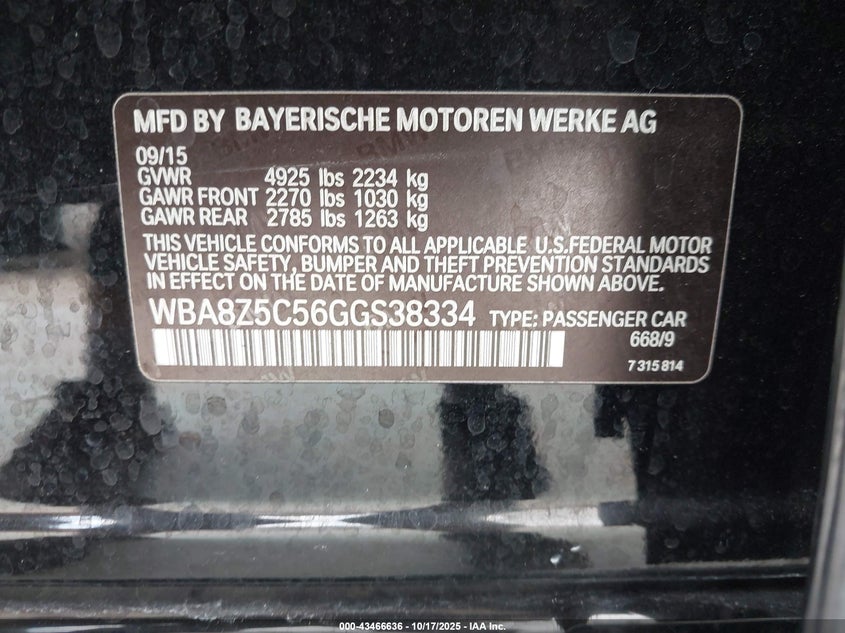 MFD BY BAYERISCHE MOTOREN WERKE AG
09/15
GVWR 4925 lbs 2234 kg
GAWR FRONT 2270 lbs 1030 kg
GAWR REAR 2785 lbs 1263 kg
THIS VEHICLE CONFORMS TO ALL APPLICABLE U.S.FEDERAL MOTOR
VEHICLE SAFETY, BUMPER AND THEFT PREVENTION STANDARDS
IN EFFECT ON THE DATE OF MANUFACTURE SHOWN ABOVE.
WBA8Z5C56GGS38334 TYPE: PASSENGER CAR
668/9
7 315 814
000-43466636 - 10/17/2025 - IAA Inc.